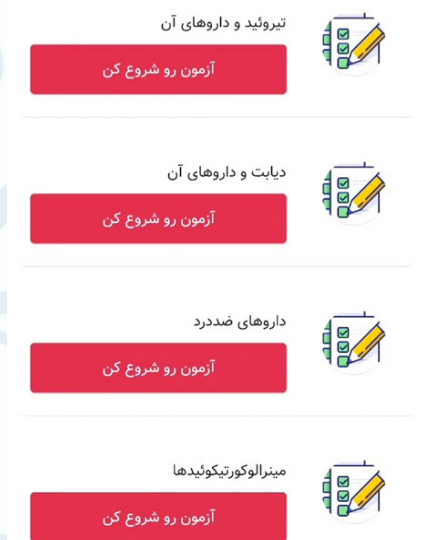 تیروئید و داروهای آن
آزمون رو شروع کن
دیابت و داروهای آن
آزمون رو شروع کن
داروهای ضددرد
آزمون رو شروع کن
مینرالوکورتیکوئیدها
آزمون رو شروع کن